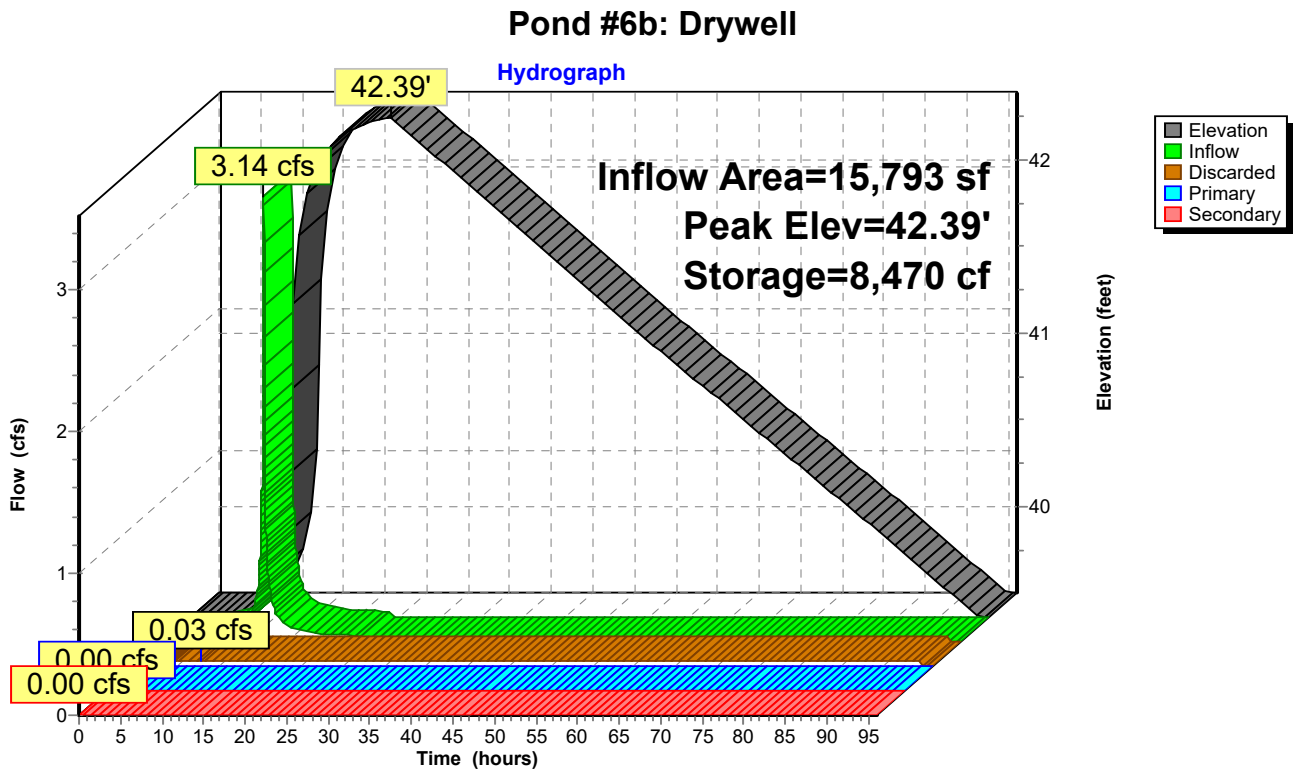 Pond #6b: Drywell
Hydrograph
42.39'
3.14 cfs
0.03 cfs
0.00 cfs
0.00 cfs
Inflow Area=15,793 sf
Peak Elev=42.39'
Storage=8,470 cf
Elevation
Inflow
Discarded
Primary
Secondary
Flow (cfs)
3
2
1
0
42
41
40
Elevation (feet)
0 5 10 15 20 25 30 35 40 45 50 55 60 65 70 75 80 85 90 95
Time (hours)